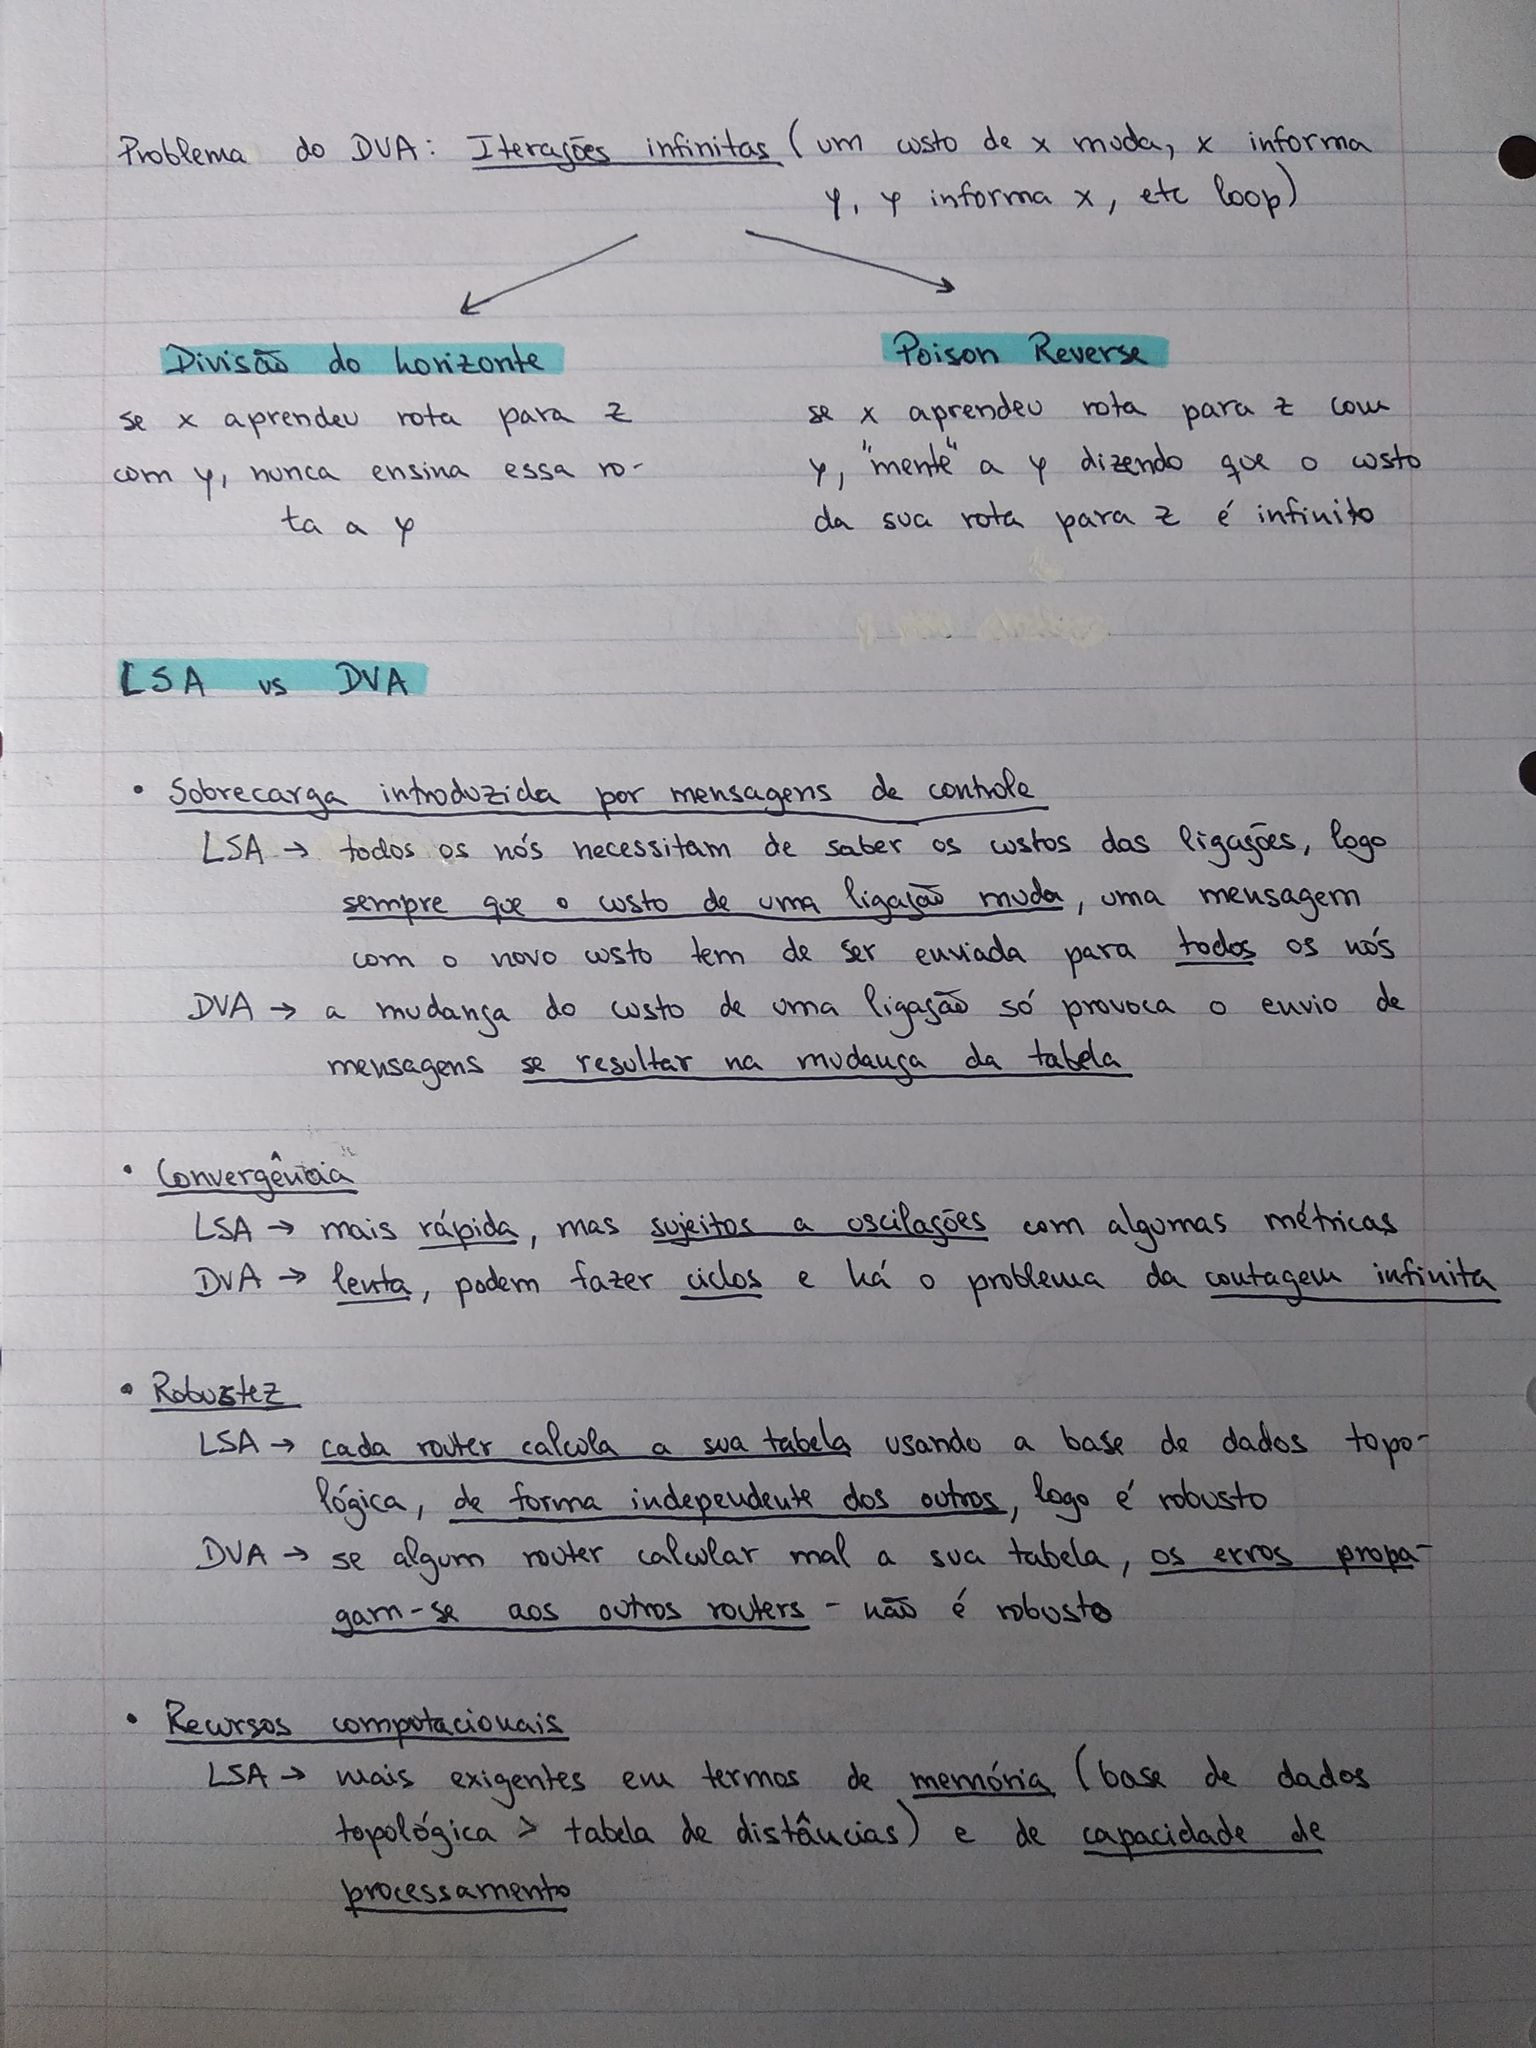 Problema do DVA: Iterações infinitas (um custo de x muda, x informa
y, y informa x, etc loop)
Divisão do horizonte
se x aprendeu rota para z
com y, nunca ensina essa ro-
ta a y
Poison Reverse
se x aprendeu rota para z com
y, "mente" a y dizendo que o custo
da sua rota para z é infinito
LSA vs DVA
• Sobrecarga introduzida por mensagens de controle
LSA → todos os nós necessitam de saber os custos das ligações, logo
sempre que o custo de uma ligação muda, uma mensagem
com o novo custo tem de ser enviada para todos os nós
DVA → a mudança do custo de uma ligação só provoca o envio de
mensagens se resultar na mudança da tabela
• Convergência
LSA → mais rápida, mas sujeitos a oscilações com algumas métricas
DVA → lenta, podem fazer ciclos e há o problema da contagem infinita
• Robustez
LSA → cada router calcula a sua tabela usando a base de dados topo-
lógica, de forma independente dos outros, logo é robusto
DVA → se algum router calcular mal a sua tabela, os erros propa-
gam-se aos outros routers - não é robusto
• Recursos computacionais
LSA → mais exigentes em termos de memória (base de dados
topológica > tabela de distâncias) e de capacidade de
processamento